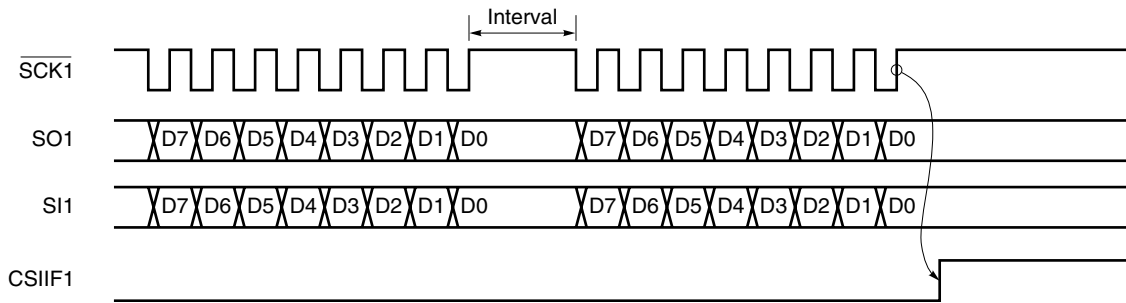 Interval
SCK1
SO1 D7 D6 D5 D4 D3 D2 D1 D0 D7 D6 D5 D4 D3 D2 D1 D0
SI1 D7 D6 D5 D4 D3 D2 D1 D0 D7 D6 D5 D4 D3 D2 D1 D0
CSIIF1